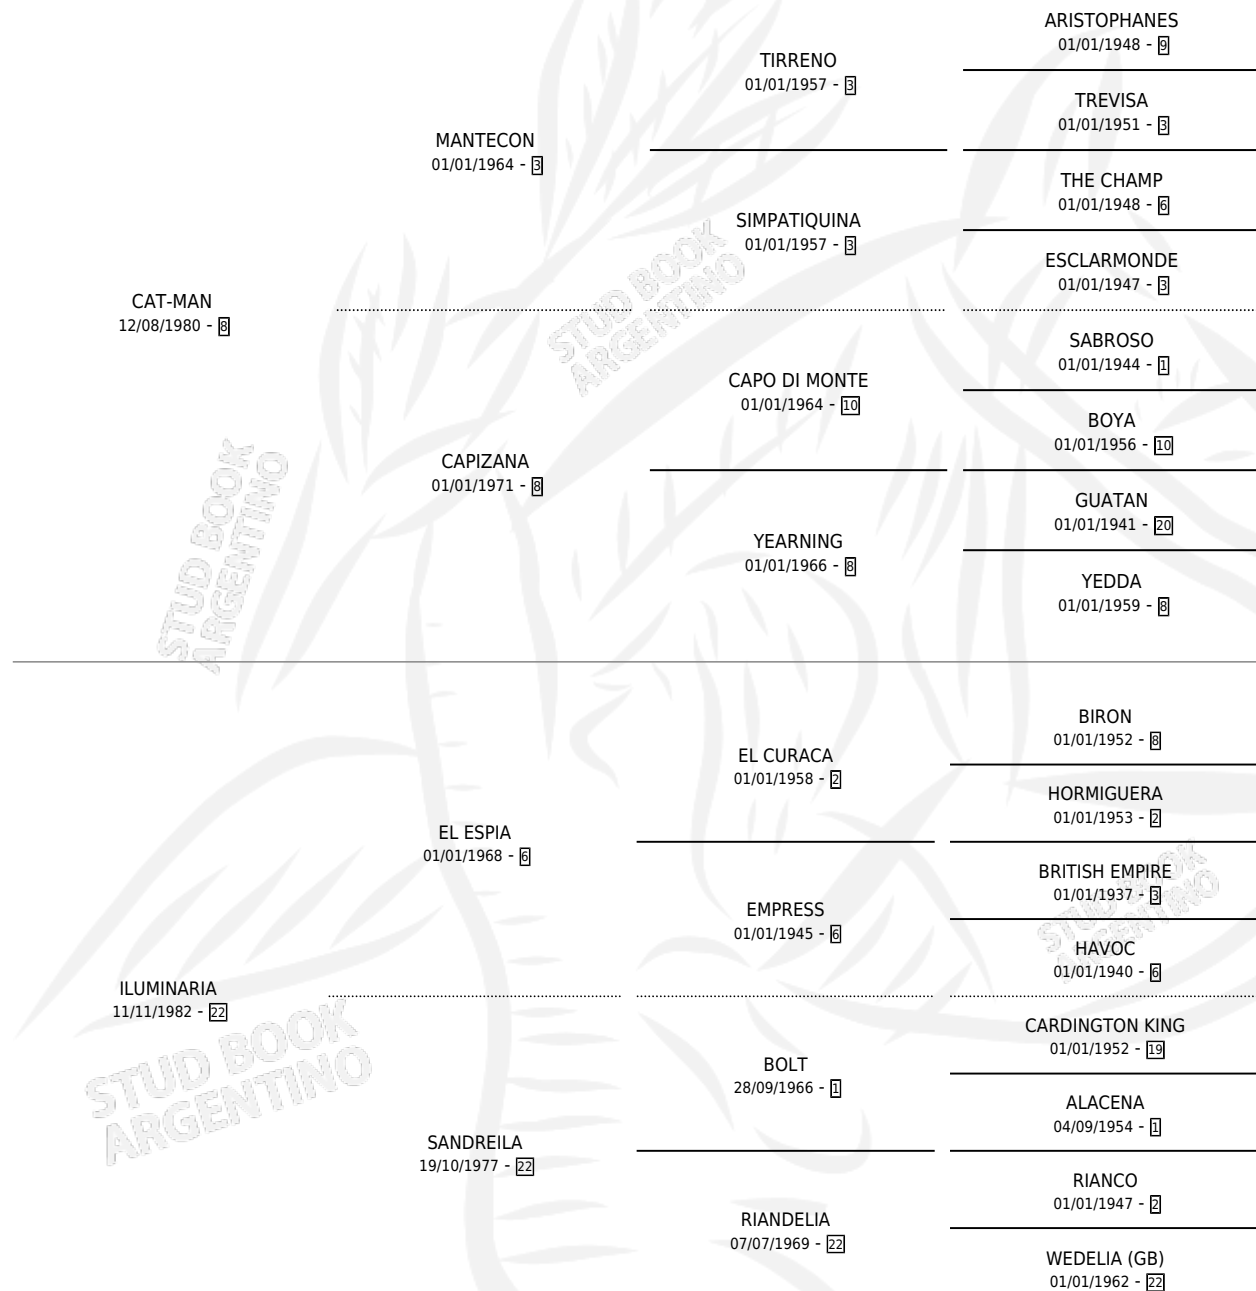 ARISTOPHANES
01/01/1948 - 9
TIRRENO
01/01/1957 - 3
TREVISA
01/01/1951 - 3
MANTECON
01/01/1964 - 3
THE CHAMP
01/01/1948 - 6
SIMPATIQUINA
01/01/1957 - 3
ESCLARMONDE
01/01/1947 - 3
CAT-MAN
12/08/1980 - 8
SABROSO
01/01/1944 - 1
CAPO DI MONTE
01/01/1964 - 10
BOYA
01/01/1956 - 10
CAPIZANA
01/01/1971 - 8
GUATAN
01/01/1941 - 20
YEARNING
01/01/1966 - 8
YEDDA
01/01/1959 - 8
BIRON
01/01/1952 - 8
EL CURACA
01/01/1958 - 2
HORMIGUERA
01/01/1953 - 2
EL ESPIA
01/01/1968 - 6
BRITISH EMPIRE
01/01/1937 - 3
EMPRESS
01/01/1945 - 6
HAVOC
01/01/1940 - 6
ILUMINARIA
11/11/1982 - 22
CARDINGTON KING
01/01/1952 - 19
BOLT
28/09/1966 - 1
ALACENA
04/09/1954 - 1
SANDREILA
19/10/1977 - 22
RIANCO
01/01/1947 - 2
RIANDELIA
07/07/1969 - 22
WEDELIA (GB)
01/01/1962 - 22
STUD BOOK
ARGENTINO
STUD BOOK
ARGENTINO
STUD BOOK
ARGENTINO
STUD BOOK
ARGENTINO